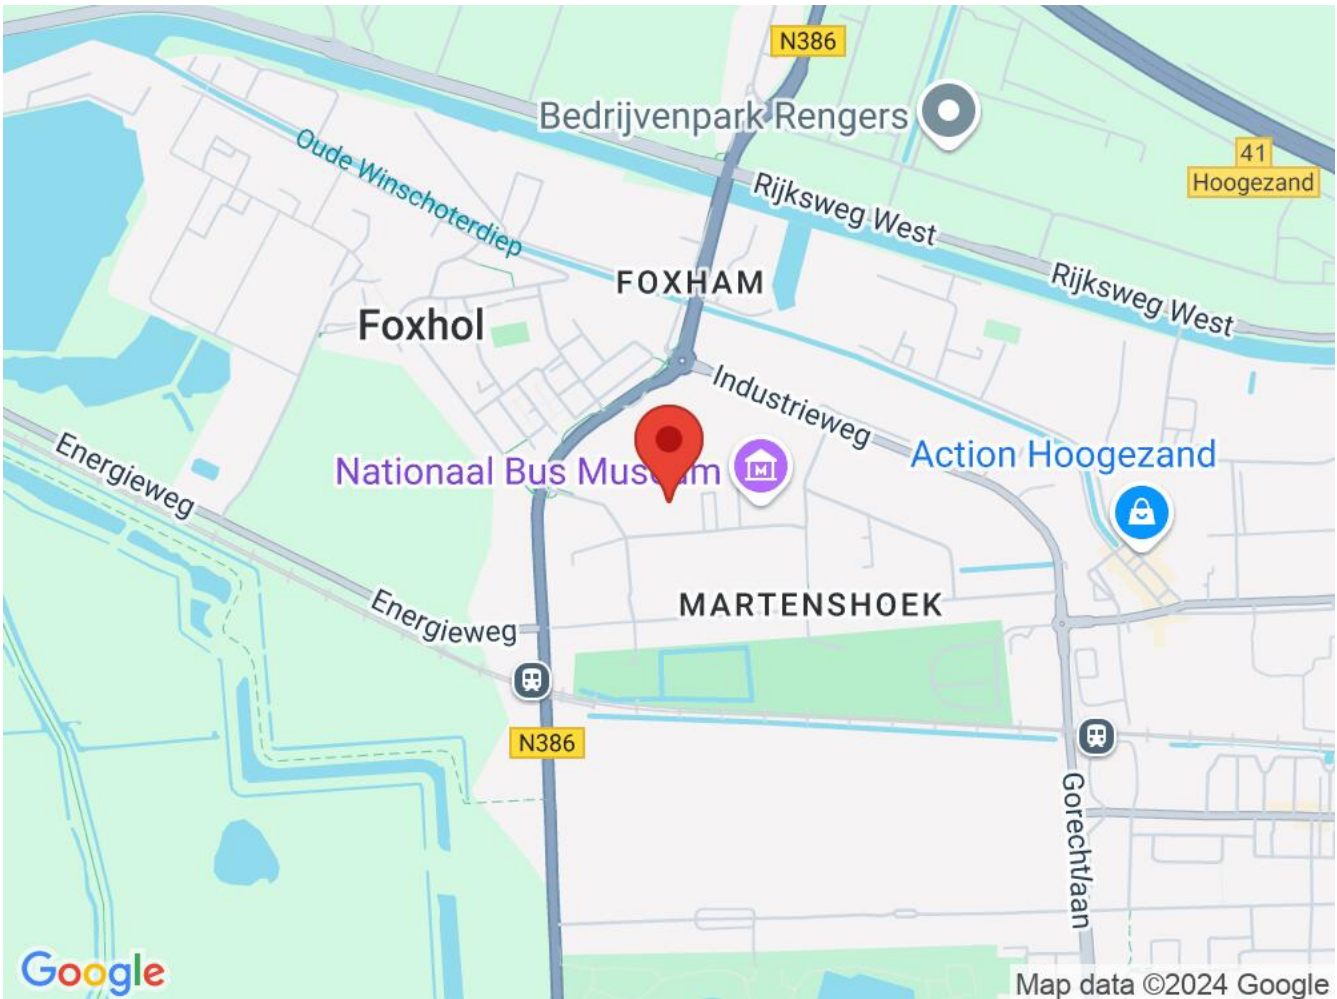 N386
Bedrijvenpark Rengers
41
Hoogezand
Oude Winschoterdiep
Rijksweg West
Rijksweg West
FOXHAM
Foxhol
Industrieweg
Energieweg
Nationaal Bus Museum
Action Hoogezand
MARTENSHOEK
Energieweg
N386
Gorechtlaan
Google
Map data ©2024 Google